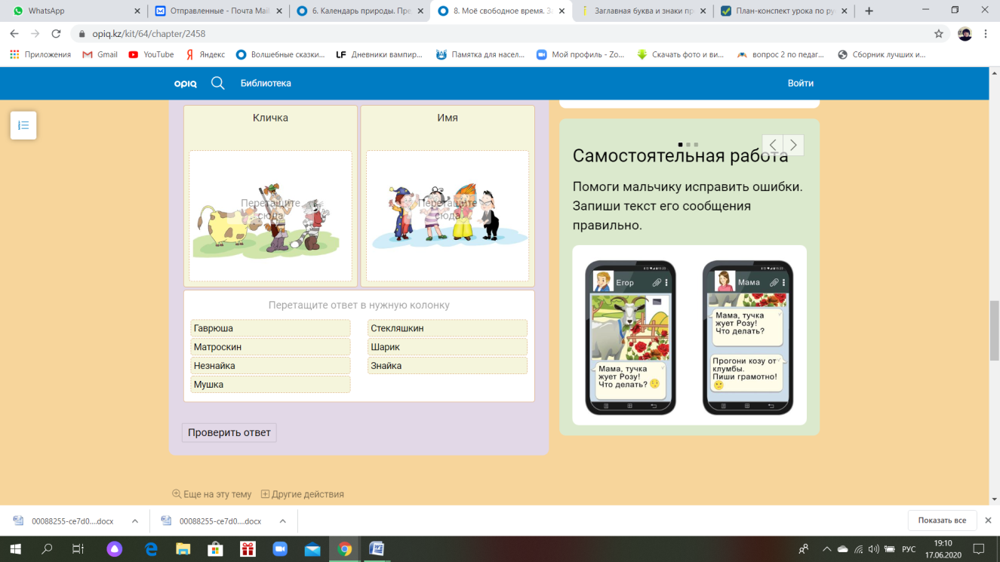 WhatsApp
Отправленные - Почта Mail
6. Календарь природы. Пре
8. Моё свободное время. За
Заглавная буква и знаки пр
План-конспект урока по ру
opiq.kz/kit/64/chapter/2458
Приложения
Gmail
YouTube
Яндекс
Волшебные сказки...
LF Дневники вампир...
Памятка для насел...
Мой профиль - Zo...
Скачать фото и ви...
вопрос 2 по педаг...
Сборник лучших и...
opiq
Библиотека
Войти
Кличка
Имя
Перетащите
сюда
Перетащите
сюда
Перетащите ответ в нужную колонку
Гаврюша
Матроскин
Незнайка
Мушка
Стекляшкин
Шарик
Знайка
Проверить ответ
Еще на эту тему
Другие действия
Самостоятельная работа
Помоги мальчику исправить ошибки.
Запиши текст его сообщения
правильно.
Егор
Мама, тучка
жует Розу!
Что делать?
Мама
Мама, тучка
жует Розу!
Что делать?
Прогони козу от
клумбы.
Пиши грамотно!
00088255-ce7d0....docx
00088255-ce7d0....docx
Показать все
РУС
19:10
17.06.2020